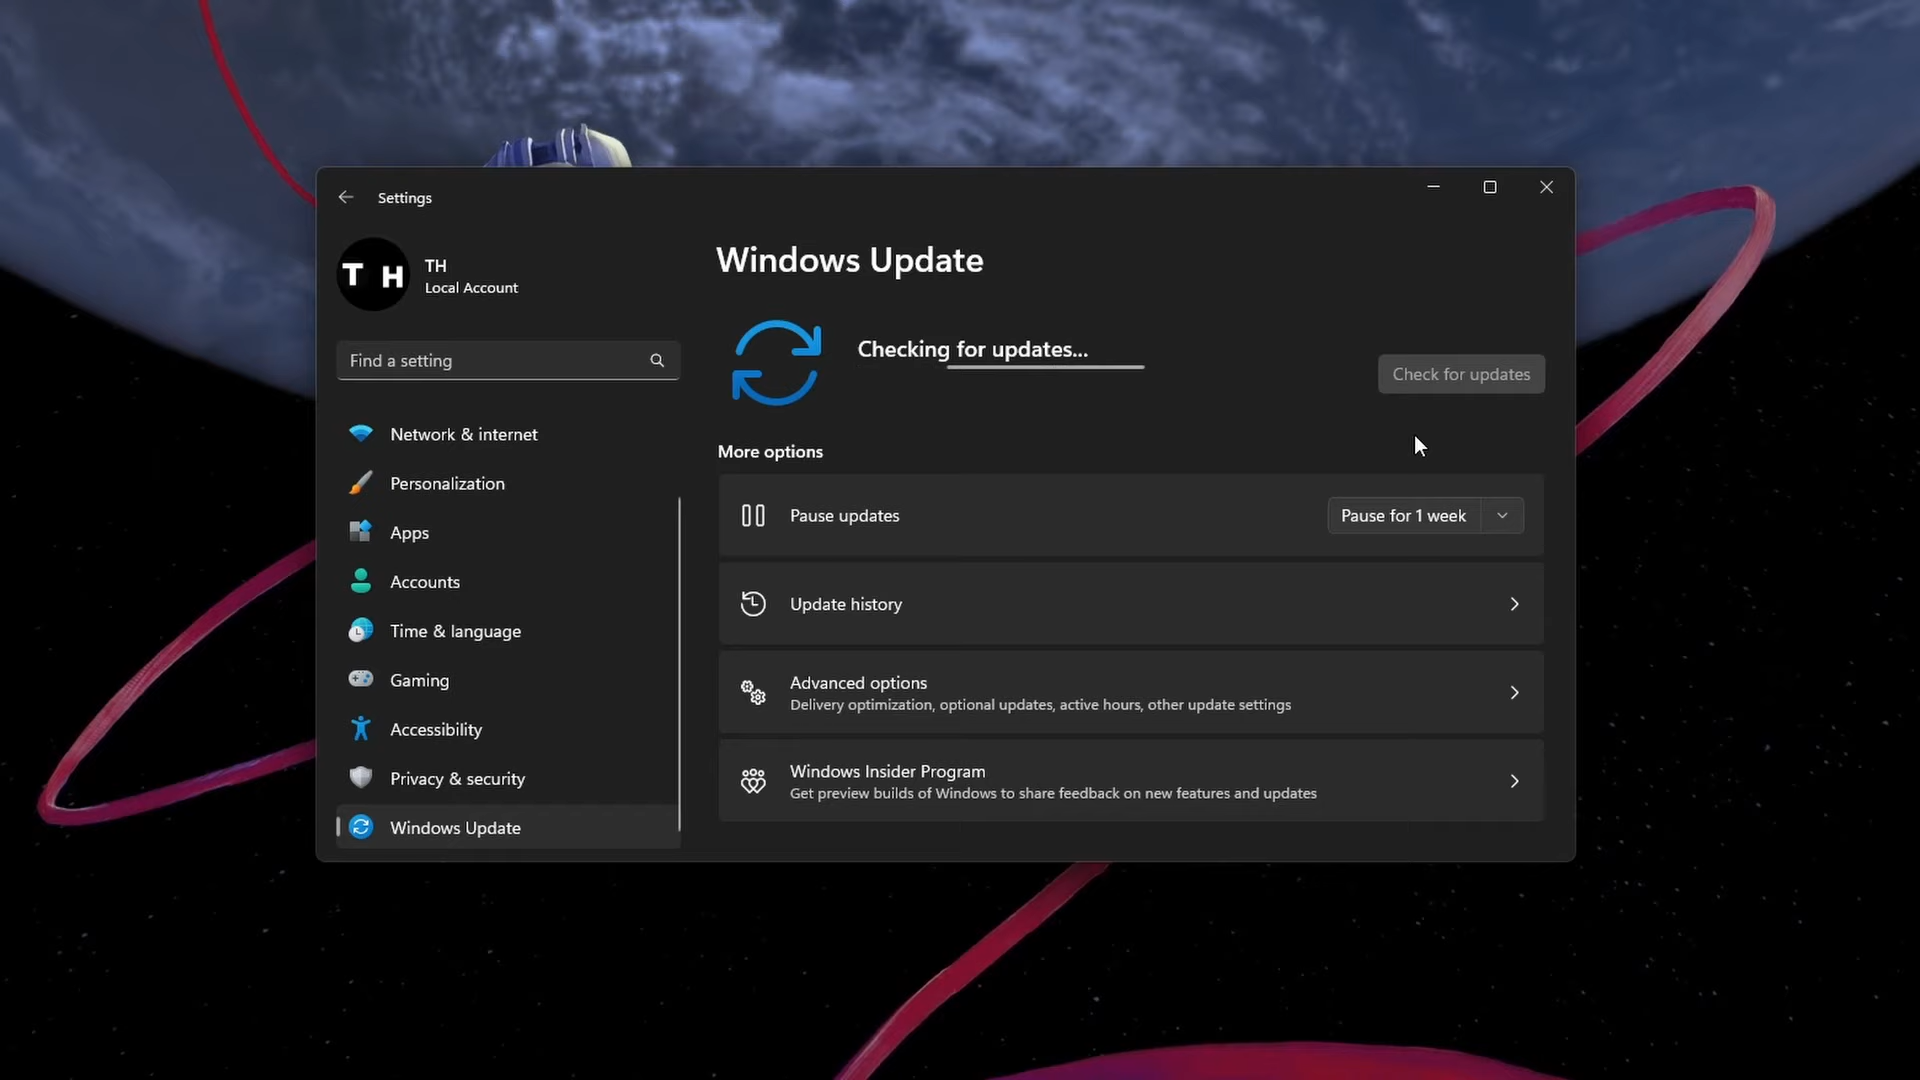 Settings
T H
TH
Local Account
Find a setting
Network & internet
Personalization
Apps
Accounts
Time & language
Gaming
Accessibility
Privacy & security
Windows Update
Windows Update
Checking for updates...
Check for updates
More options
Pause updates
Pause for 1 week
Update history
Advanced options
Delivery optimization, optional updates, active hours, other update settings
Windows Insider Program
Get preview builds of Windows to share feedback on new features and updates